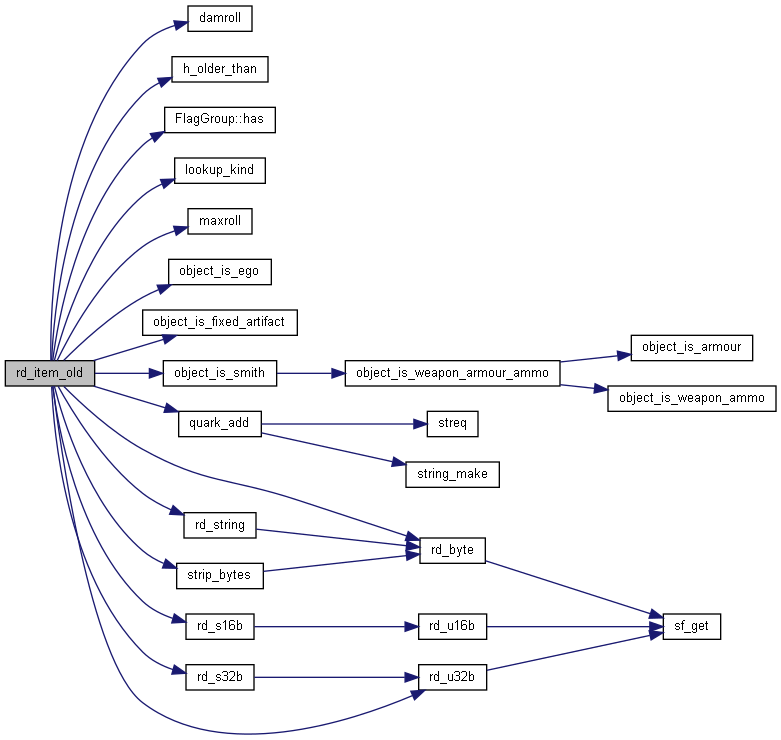 damroll
h_older_than
FlagGroup::has
lookup_kind
maxroll
object_is_ego
object_is_fixed_artifact
rd_item_old
object_is_smith
object_is_weapon_armour_ammo
object_is_armour
object_is_weapon_ammo
quark_add
streq
string_make
rd_string
rd_byte
strip_bytes
rd_s16b
rd_u16b
sf_get
rd_s32b
rd_u32b